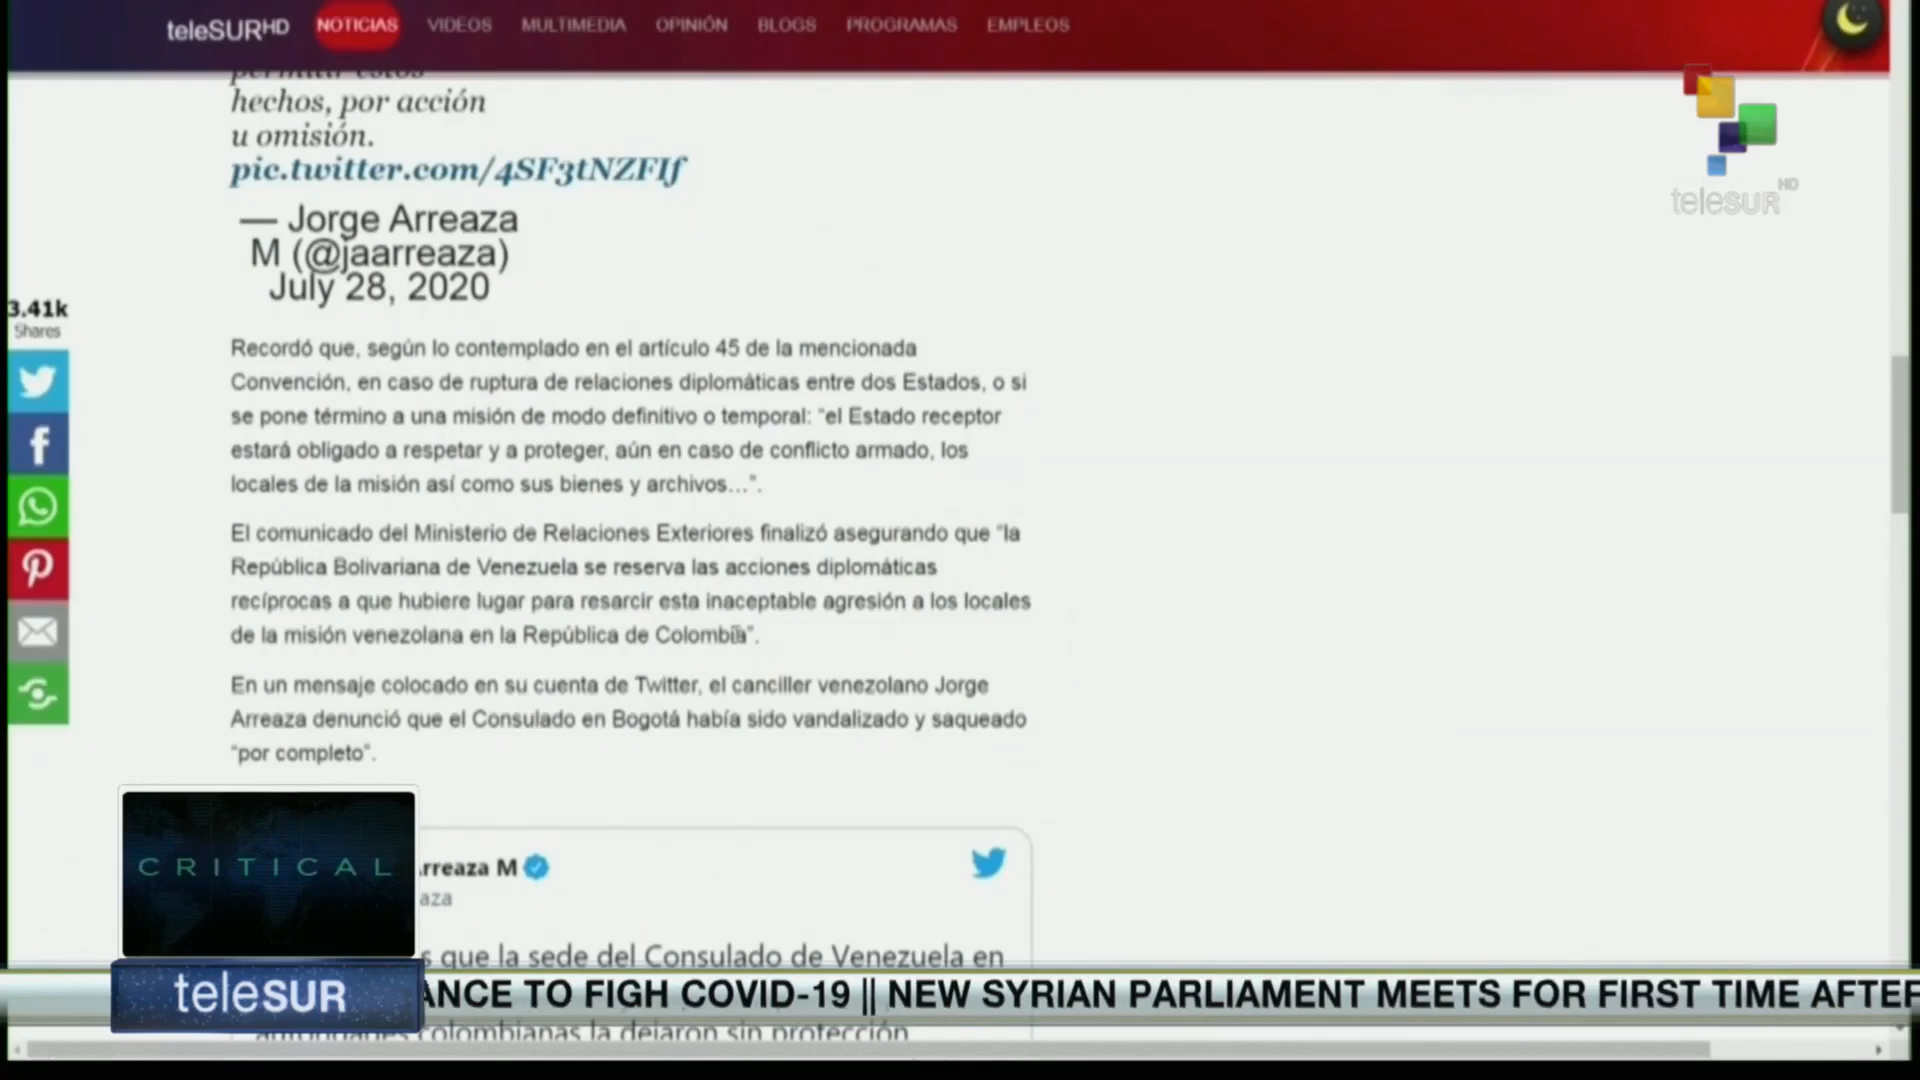 teleSURHD NOTICIAS VIDEOS MULTIMEDIA OPINIÓN BLOGS PROGRAMAS EMPLEOS
permitir estos
hechos, por acción
u omisión.
pic.twitter.com/4SF3tNZFIf
— Jorge Arreaza
M (@jaarreaza)
July 28, 2020
teleSURHD
3.41k
Shares
Recordó que, según lo contemplado en el artículo 45 de la mencionada
Convención, en caso de ruptura de relaciones diplomáticas entre dos Estados, o si
se pone término a una misión de modo definitivo o temporal: “el Estado receptor
estará obligado a respetar y a proteger, aún en caso de conflicto armado, los
locales de la misión así como sus bienes y archivos...”.
El comunicado del Ministerio de Relaciones Exteriores finalizó asegurando que “la
República Bolivariana de Venezuela se reserva las acciones diplomáticas
recíprocas a que hubiere lugar para resarcir esta inaceptable agresión a los locales
de la misión venezolana en la República de Colombia”.
En un mensaje colocado en su cuenta de Twitter, el canciller venezolano Jorge
Arreaza denunció que el Consulado en Bogotá había sido vandalizado y saqueado
“por completo”.
CRITICAL
rreaza M
aza
s que la sede del Consulado de Venezuela en
teleSUR
ANCE TO FIGH COVID-19 || NEW SYRIAN PARLIAMENT MEETS FOR FIRST TIME AFTER
autoridades colombianas la dejaron sin protección